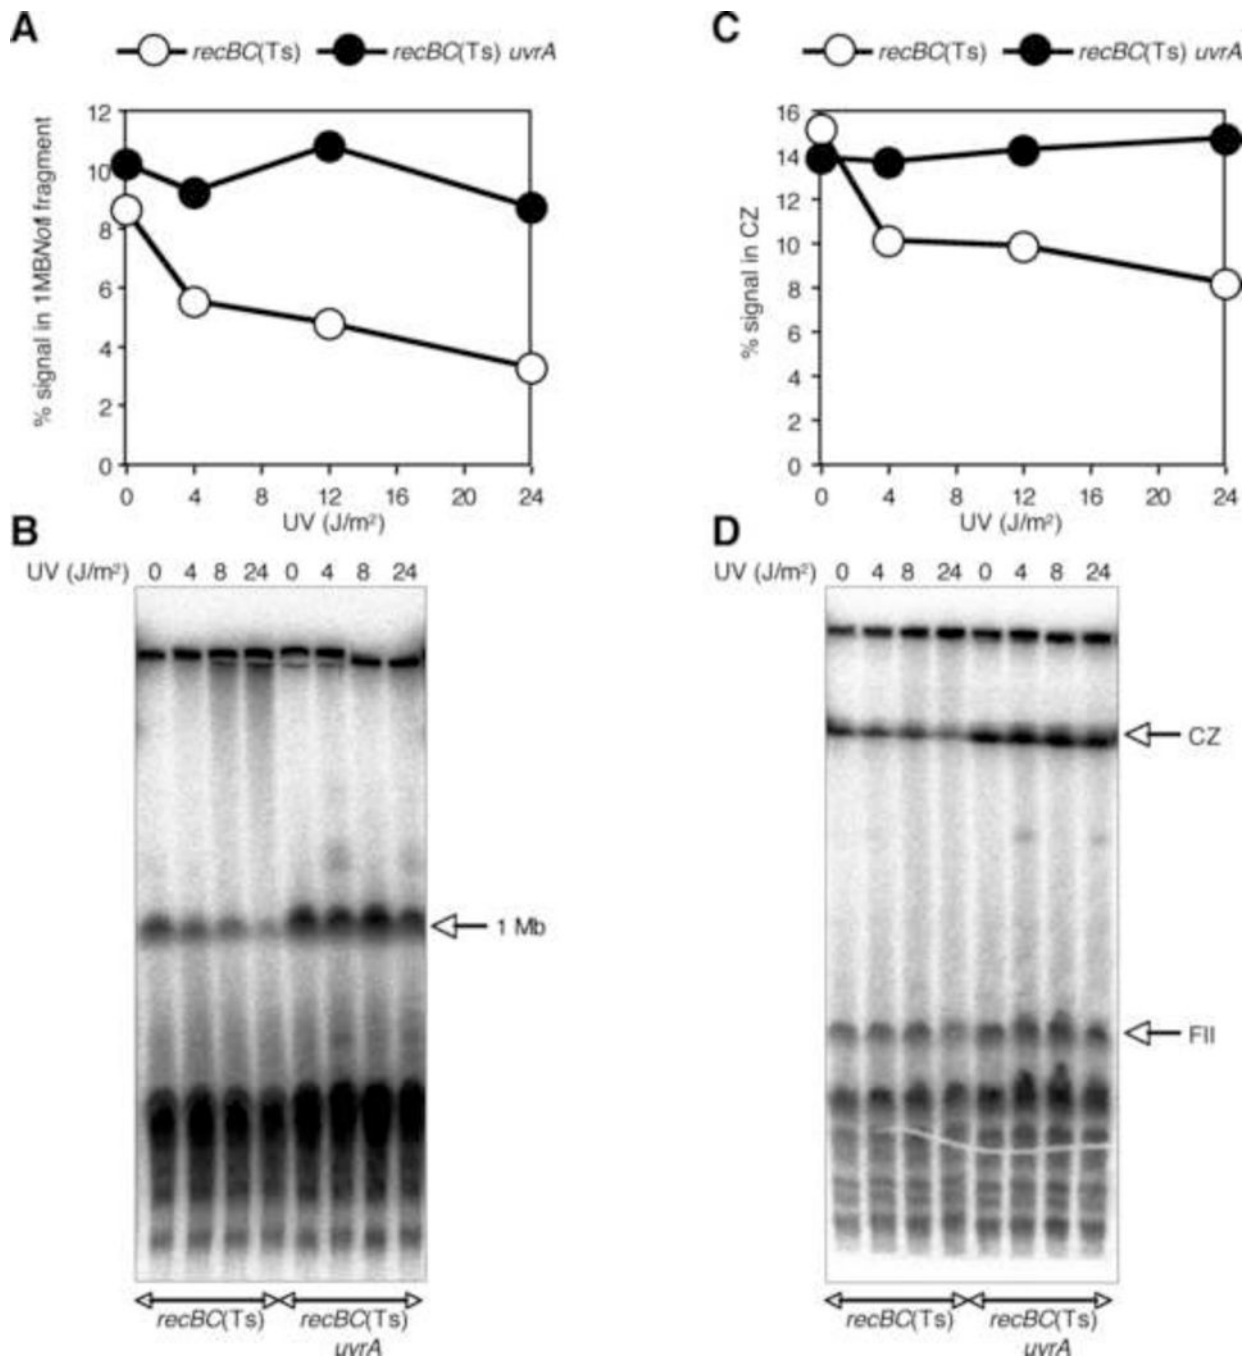 A
recBC(Ts) recBC(Ts) uvrA
% signal in 1MBNotI fragment
12
10
8
6
4
2
0
0 4 8 12 16 20 24
UV (J/m²)
C
recBC(Ts) recBC(Ts) uvrA
% signal in CZ
16
14
12
10
8
6
4
2
0
0 4 8 12 16 20 24
UV (J/m²)
B
UV (J/m²) 0 4 8 24 0 4 8 24
1 Mb
recBC(Ts) recBC(Ts)
uvrA
D
UV (J/m²) 0 4 8 24 0 4 8 24
CZ
FII
recBC(Ts) recBC(Ts)
uvrA